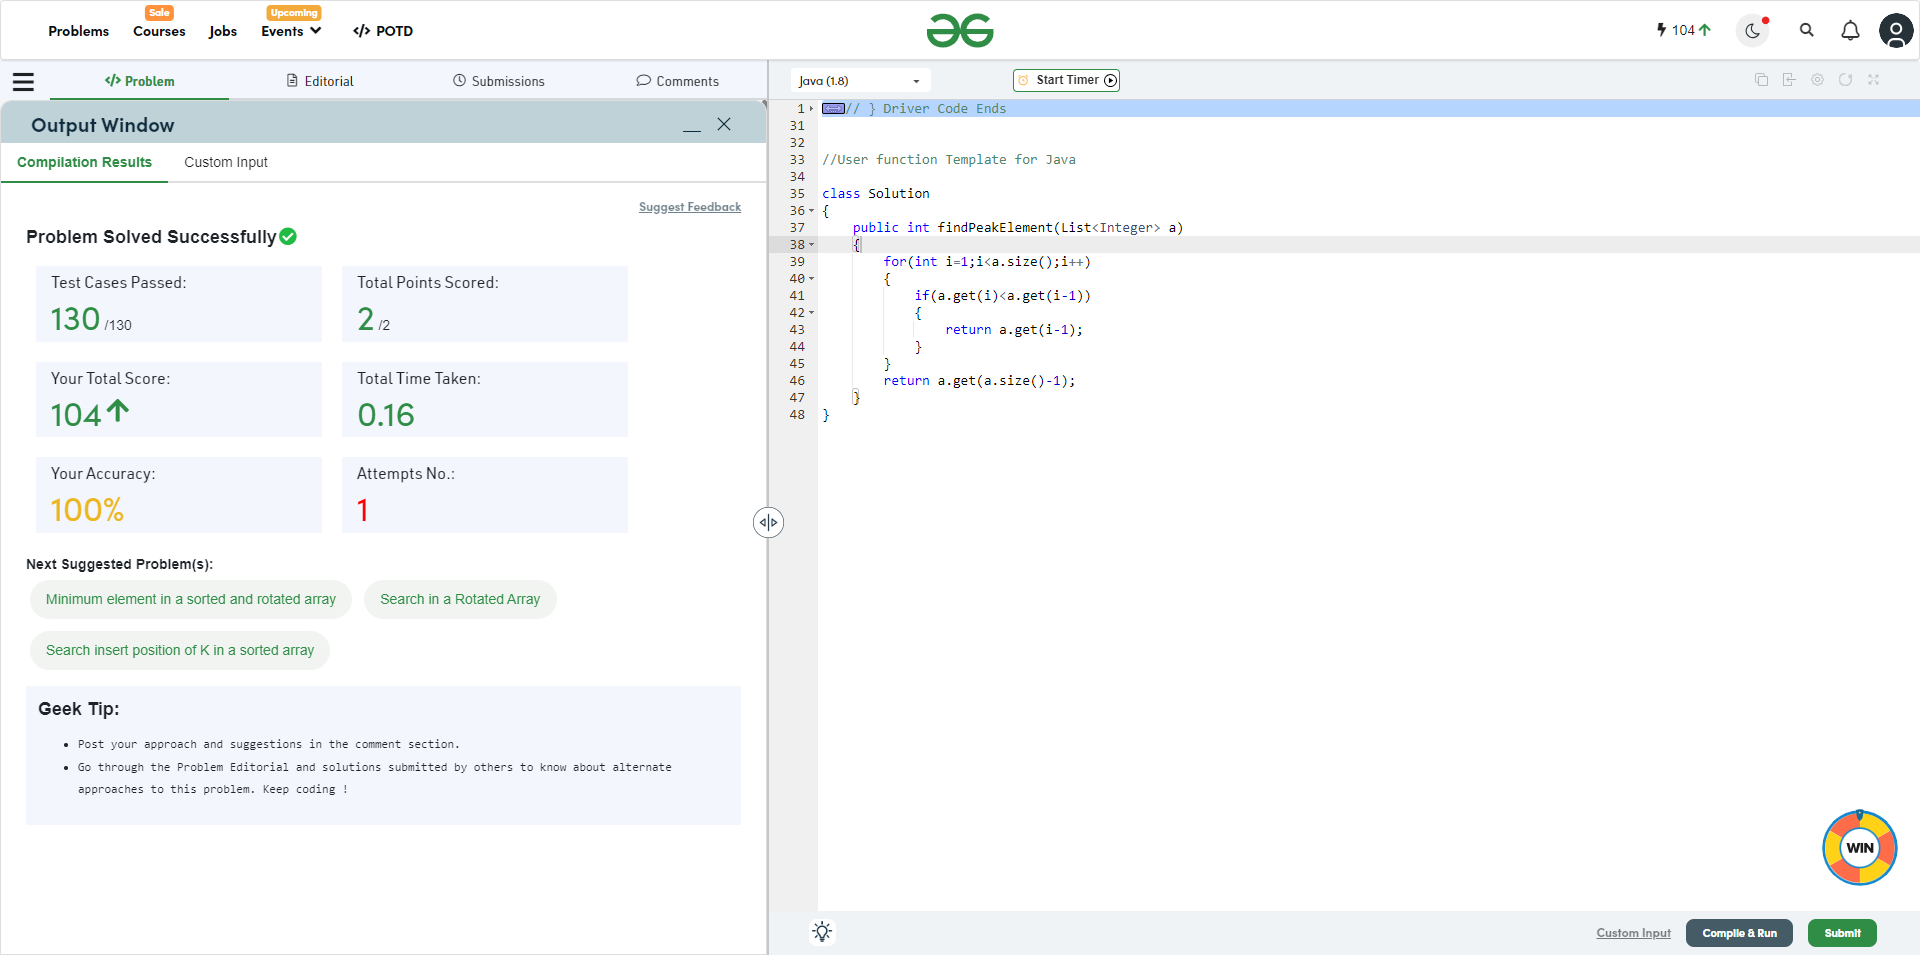 Sale
Upcoming
Problems Courses Jobs Events </> POTD
104
</> Problem Editorial Submissions Comments
Java (1.8) Start Timer
Output Window
Compilation Results Custom Input
Suggest Feedback
Problem Solved Successfully
Test Cases Passed: Total Points Scored:
130 /130 2 /2
Your Total Score: Total Time Taken:
104 0.16
Your Accuracy: Attempts No.:
100% 1
Next Suggested Problem(s):
Minimum element in a sorted and rotated array Search in a Rotated Array
Search insert position of K in a sorted array
Geek Tip:
Post your approach and suggestions in the comment section.
Go through the Problem Editorial and solutions submitted by others to know about alternate
approaches to this problem. Keep coding !
1 // } Driver Code Ends
31
32
33 //User function Template for Java
34
35 class Solution
36 {
37 public int findPeakElement(List<Integer> a)
38 {
39 for(int i=1;i<a.size();i++)
40 {
41 if(a.get(i)<a.get(i-1))
42 {
43 return a.get(i-1);
44 }
45 }
46 return a.get(a.size()-1);
47 }
48 }
WIN
Custom Input Compile & Run Submit